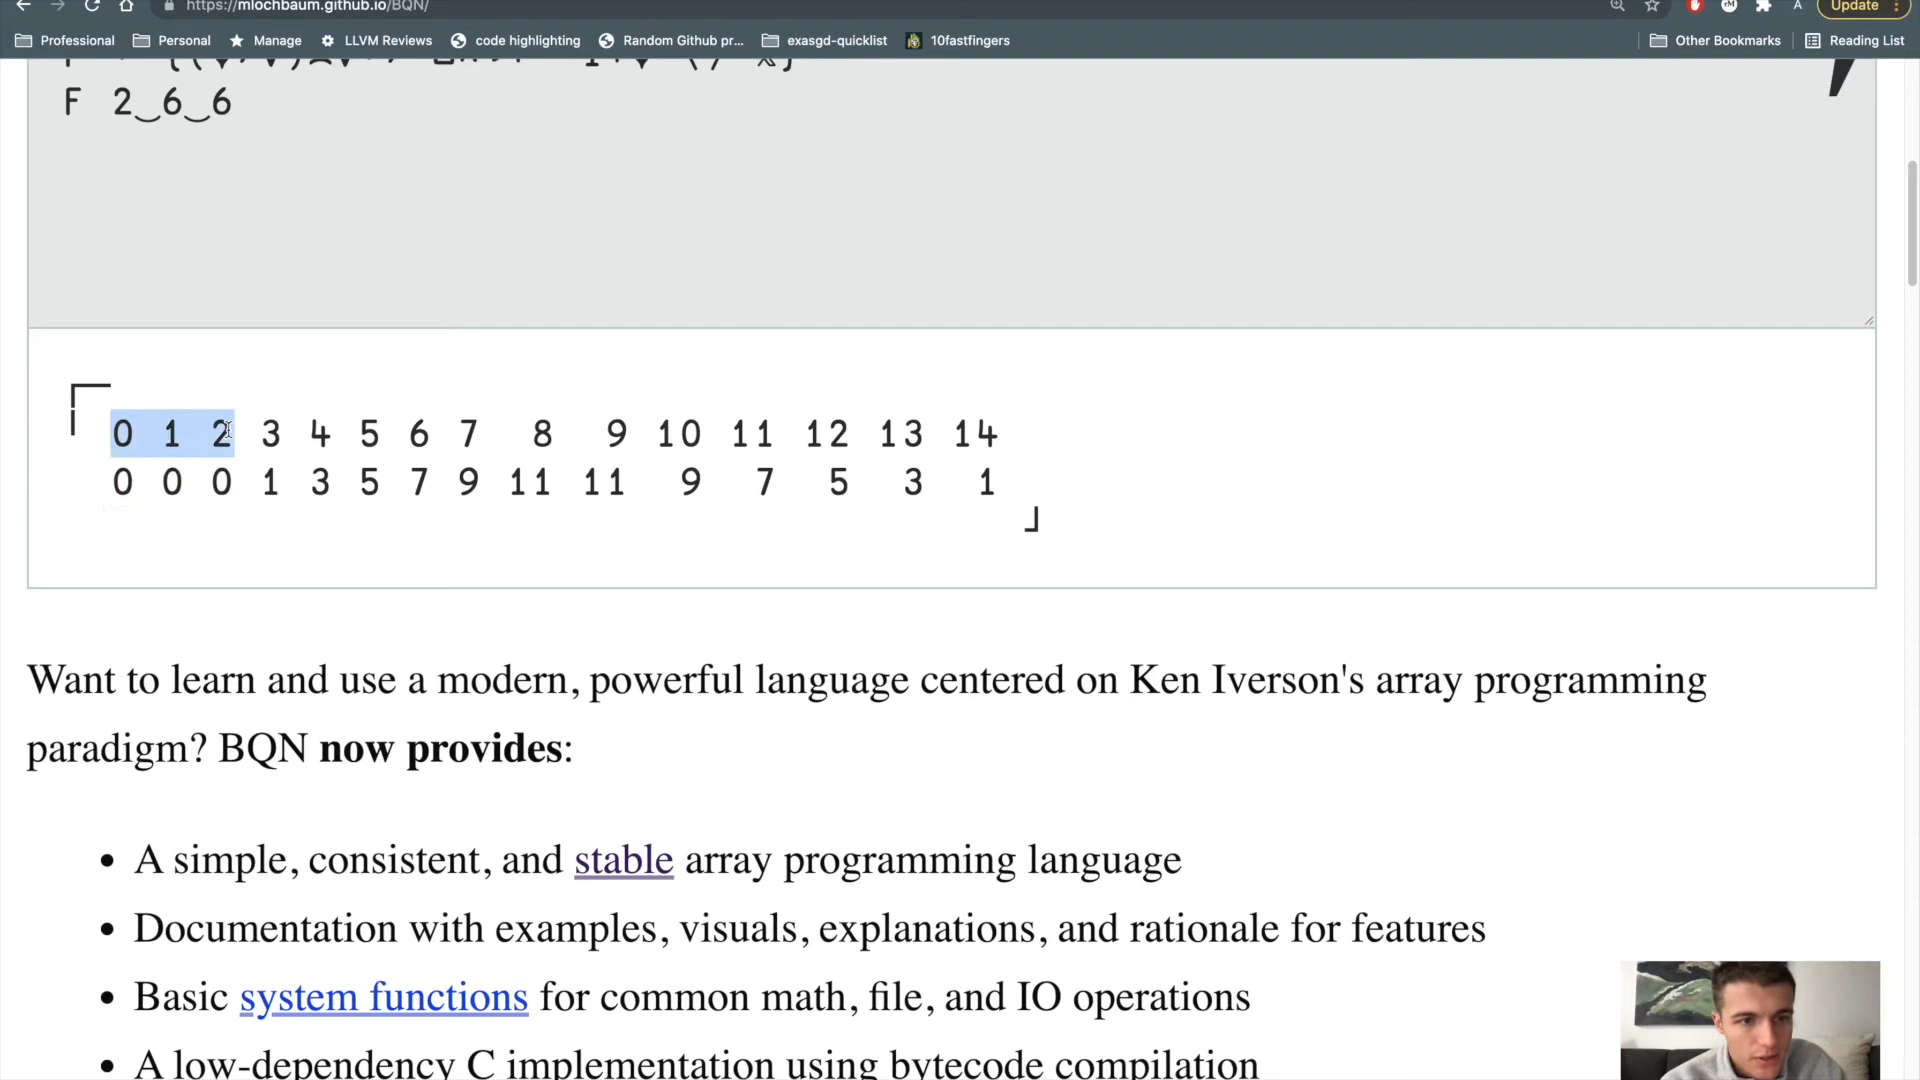 https://mlochbaum.github.io/BQN/
Update
Professional Personal Manage LLVM Reviews code highlighting Random Github pr... exasgd-quicklist 10fastfingers Other Bookmarks Reading List
F 2‿6‿6
0 1 2 3 4 5 6 7 8 9 10 11 12 13 14
0 0 0 1 3 5 7 9 11 11 9 7 5 3 1
Want to learn and use a modern, powerful language centered on Ken Iverson's array programming
paradigm? BQN now provides:
• A simple, consistent, and stable array programming language
• Documentation with examples, visuals, explanations, and rationale for features
• Basic system functions for common math, file, and IO operations
• A low-dependency C implementation using bytecode compilation